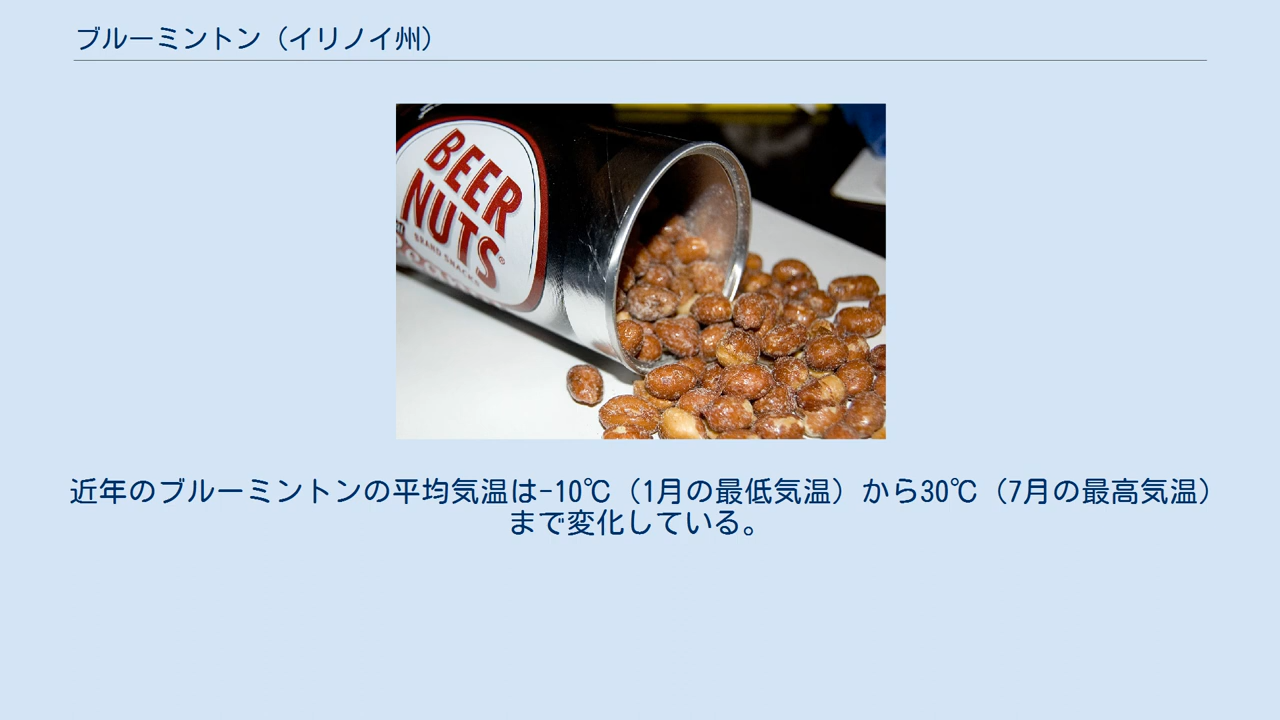 ブルーミントン（イリノイ州）
BEER
NUTS®
BRAND SNACKS
近年のブルーミントンの平均気温は-10℃（1月の最低気温）から30℃（7月の最高気温）
まで変化している。